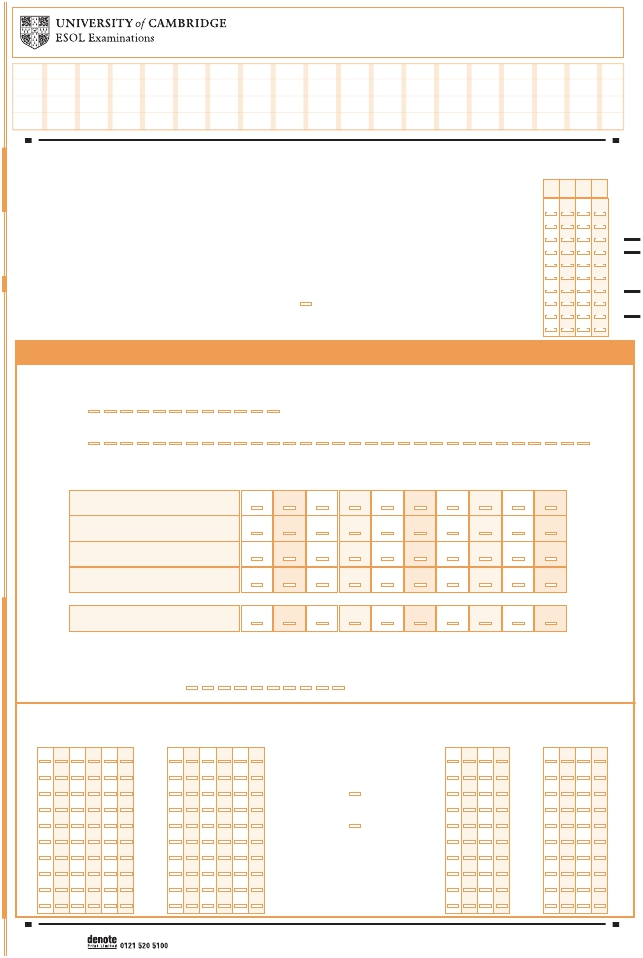 UNIVERSITY of CAMBRIDGE
ESOL Examinations
denote
Print Limited 0121 520 5100